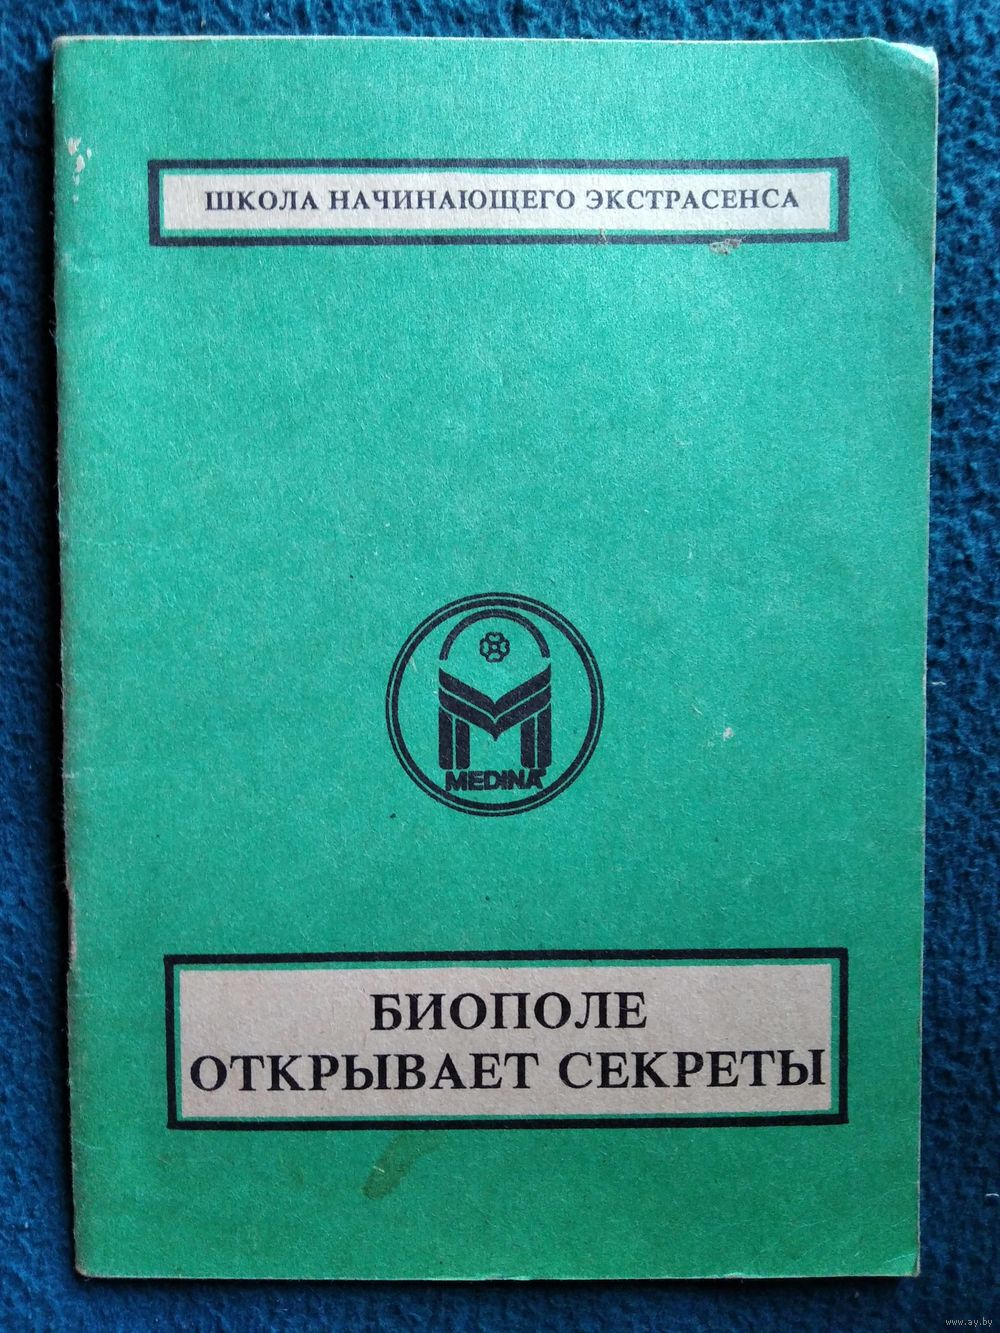 ШКОЛА НАЧИНАЮЩЕГО ЭКСТРАСЕНСА
MEDINA
БИОПОЛЕ
ОТКРЫВАЕТ СЕКРЕТЫ
www.ay.by